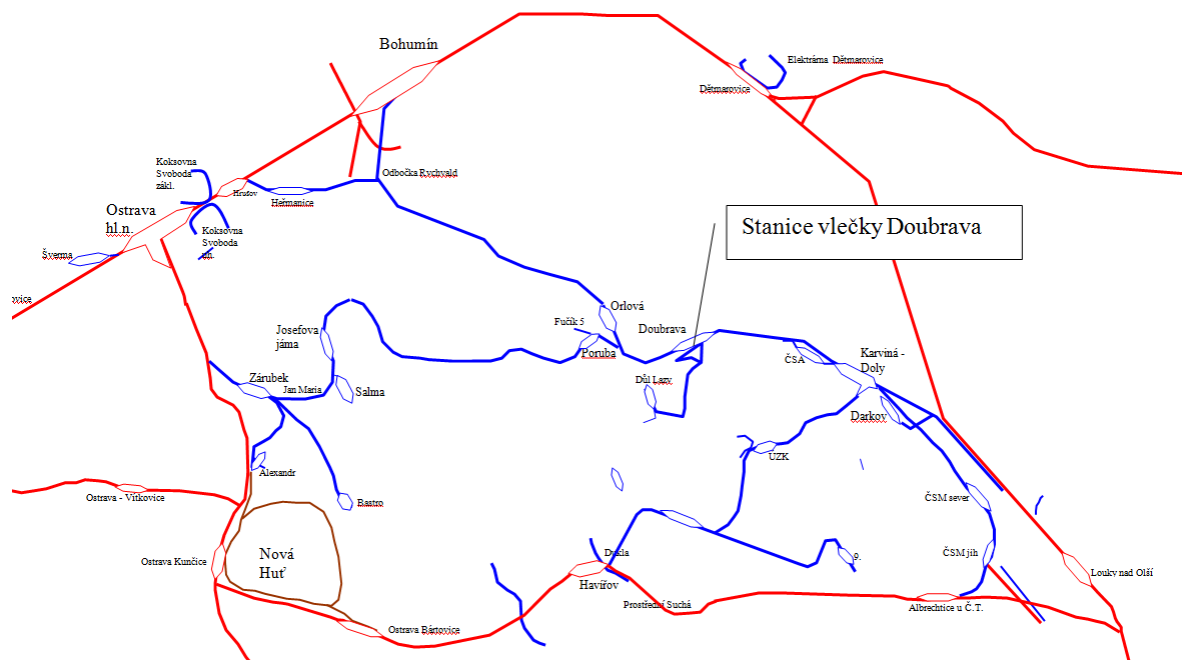 Bohumín
Elektrárna Dětmarovice
Dětmarovice
Koksovna
Svoboda
zákl.
Odbočka Rychvald
Hrušov
Heřmanice
Ostrava
hl.n.
Koksovna
Svoboda
Stanice vlečky Doubrava
Šverma
Orlová
Fučík 5
Doubrava
Josefova
jáma
Poruba
ČSA
Karviná -
Doly
Zárubek
Jan Maria
Salma
Důl Lazy
Darkov
ÚZK
Alexandr
Ostrava - Vítkovice
Bastro
ČSM sever
Nová
Huť
Ostrava Kunčice
Dukla
9.
ČSM jih
Louky nad Olší
Havířov
Prostřední Suchá
Albrechtice u Č.T.
Ostrava Bártovice